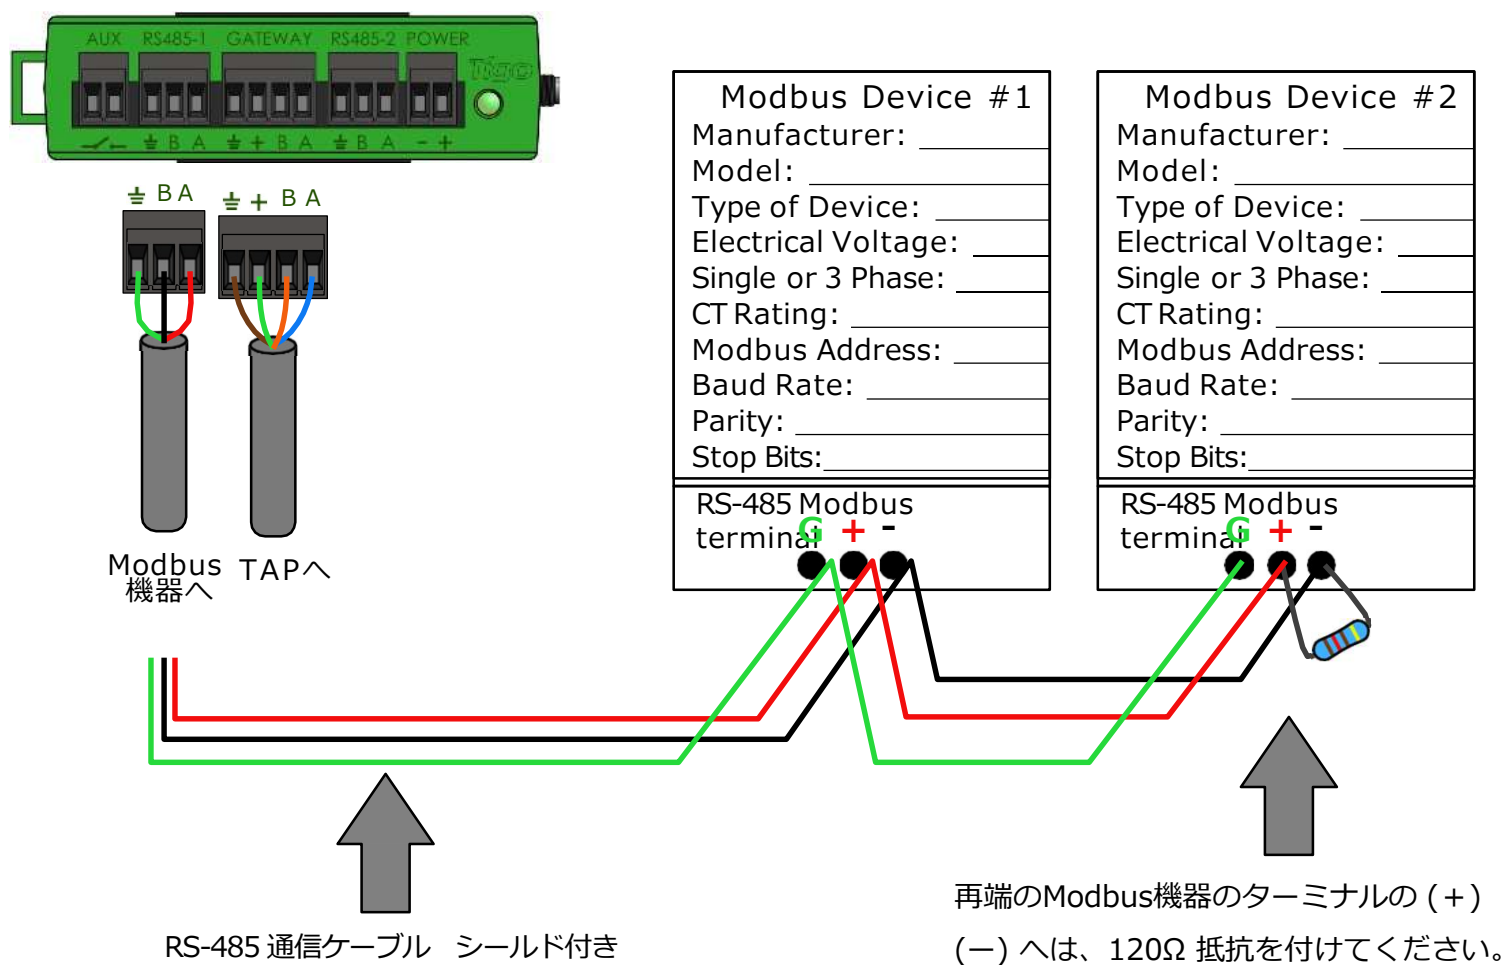 AUX RS485-1 GATEWAY RS485-2 POWER
Tigo
B A + B A B A - +
B A
+ B A
Modbus
機器へ
TAPへ
Modbus Device #1
Manufacturer:
Model:
Type of Device:
Electrical Voltage:
Single or 3 Phase:
CT Rating:
Modbus Address:
Baud Rate:
Parity:
Stop Bits:
RS-485 Modbus
terminal
G + -
Modbus Device #2
Manufacturer:
Model:
Type of Device:
Electrical Voltage:
Single or 3 Phase:
CT Rating:
Modbus Address:
Baud Rate:
Parity:
Stop Bits:
RS-485 Modbus
terminal
G + -
RS-485 通信ケーブル シールド付き
再端のModbus機器のターミナルの (+)
(ー) へは、120Ω 抵抗を付けてください。